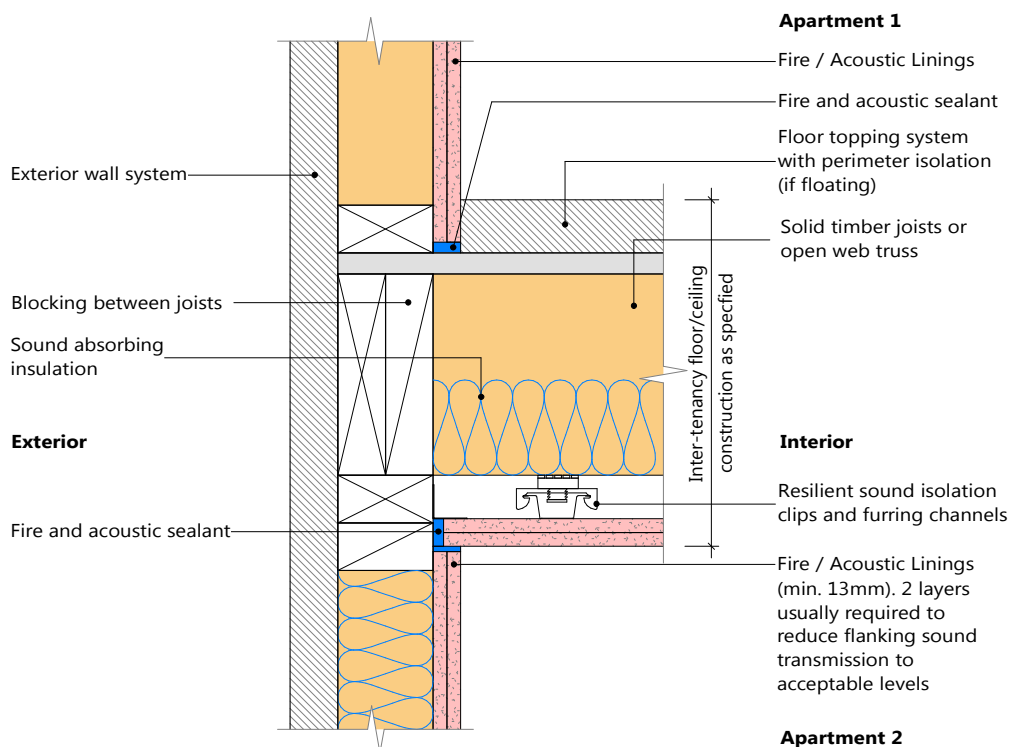 Apartment 1
Fire / Acoustic Linings
Fire and acoustic sealant
Floor topping system
with perimeter isolation
(if floating)
Exterior wall system
Solid timber joists or
open web truss
Blocking between joists
Sound absorbing
insulation
Inter-tenancy floor/ceiling
construction as specfied
Exterior
Interior
Resilient sound isolation
clips and furring channels
Fire and acoustic sealant
Fire / Acoustic Linings
(min. 13mm). 2 layers
usually required to
reduce flanking sound
transmission to
acceptable levels
Apartment 2